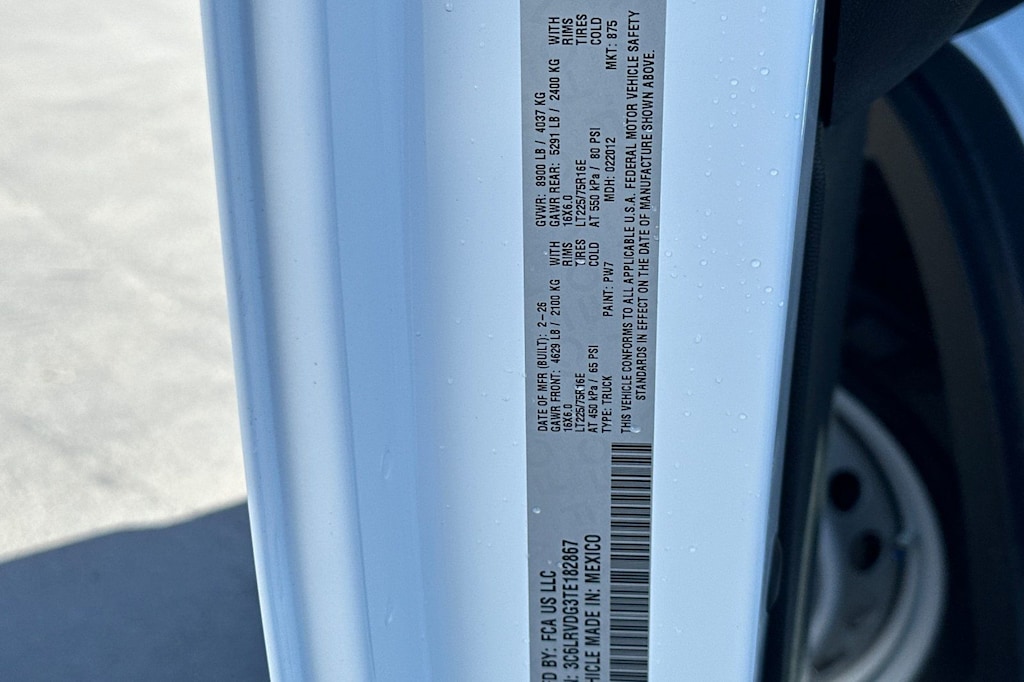 D BY: FCA US LLC
: 3C6LRVDG3TE182867
HICLE MADE IN: MEXICO
DATE OF MFR (BUILT): 2-26 GVWR: 8900 LB / 4037 KG
GAWR FRONT: 4629 LB / 2100 KG WITH GAWR REAR: 5291 LB / 2400 KG WITH
16X6.0 RIMS 16X6.0 RIMS
LT225/75R16E TIRES LT225/75R16E TIRES
AT 450 kPa / 65 PSI COLD AT 550 kPa / 80 PSI COLD
TYPE: TRUCK PAINT: PW7 MDH: 022012 MKT: 875
THIS VEHICLE CONFORMS TO ALL APPLICABLE U.S.A. FEDERAL MOTOR VEHICLE SAFETY
STANDARDS IN EFFECT ON THE DATE OF MANUFACTURE SHOWN ABOVE.